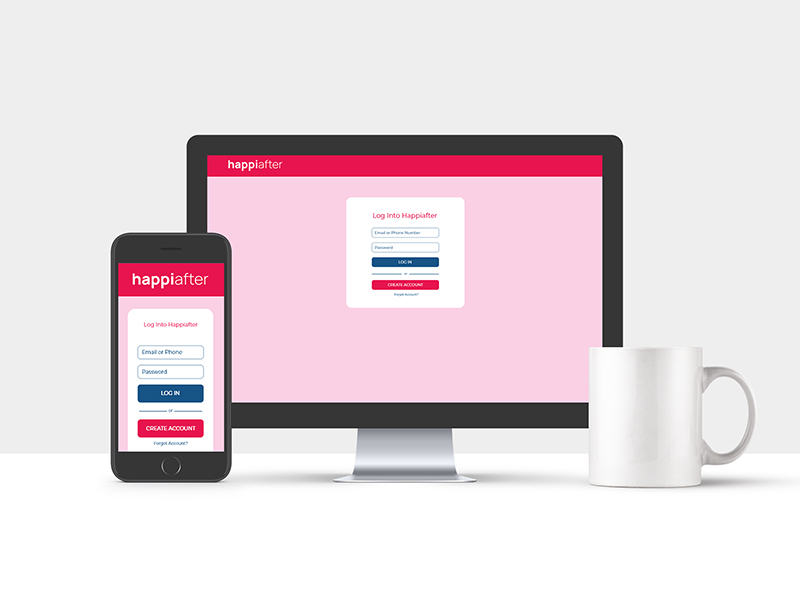 happiafter
Log Into Happiafter
Email or Phone Number
Password
LOG IN
or
CREATE ACCOUNT
Forgot Account?
happiafter
Log Into Happiafter
Email or Phone
Password
LOG IN
or
CREATE ACCOUNT
Forgot Account?